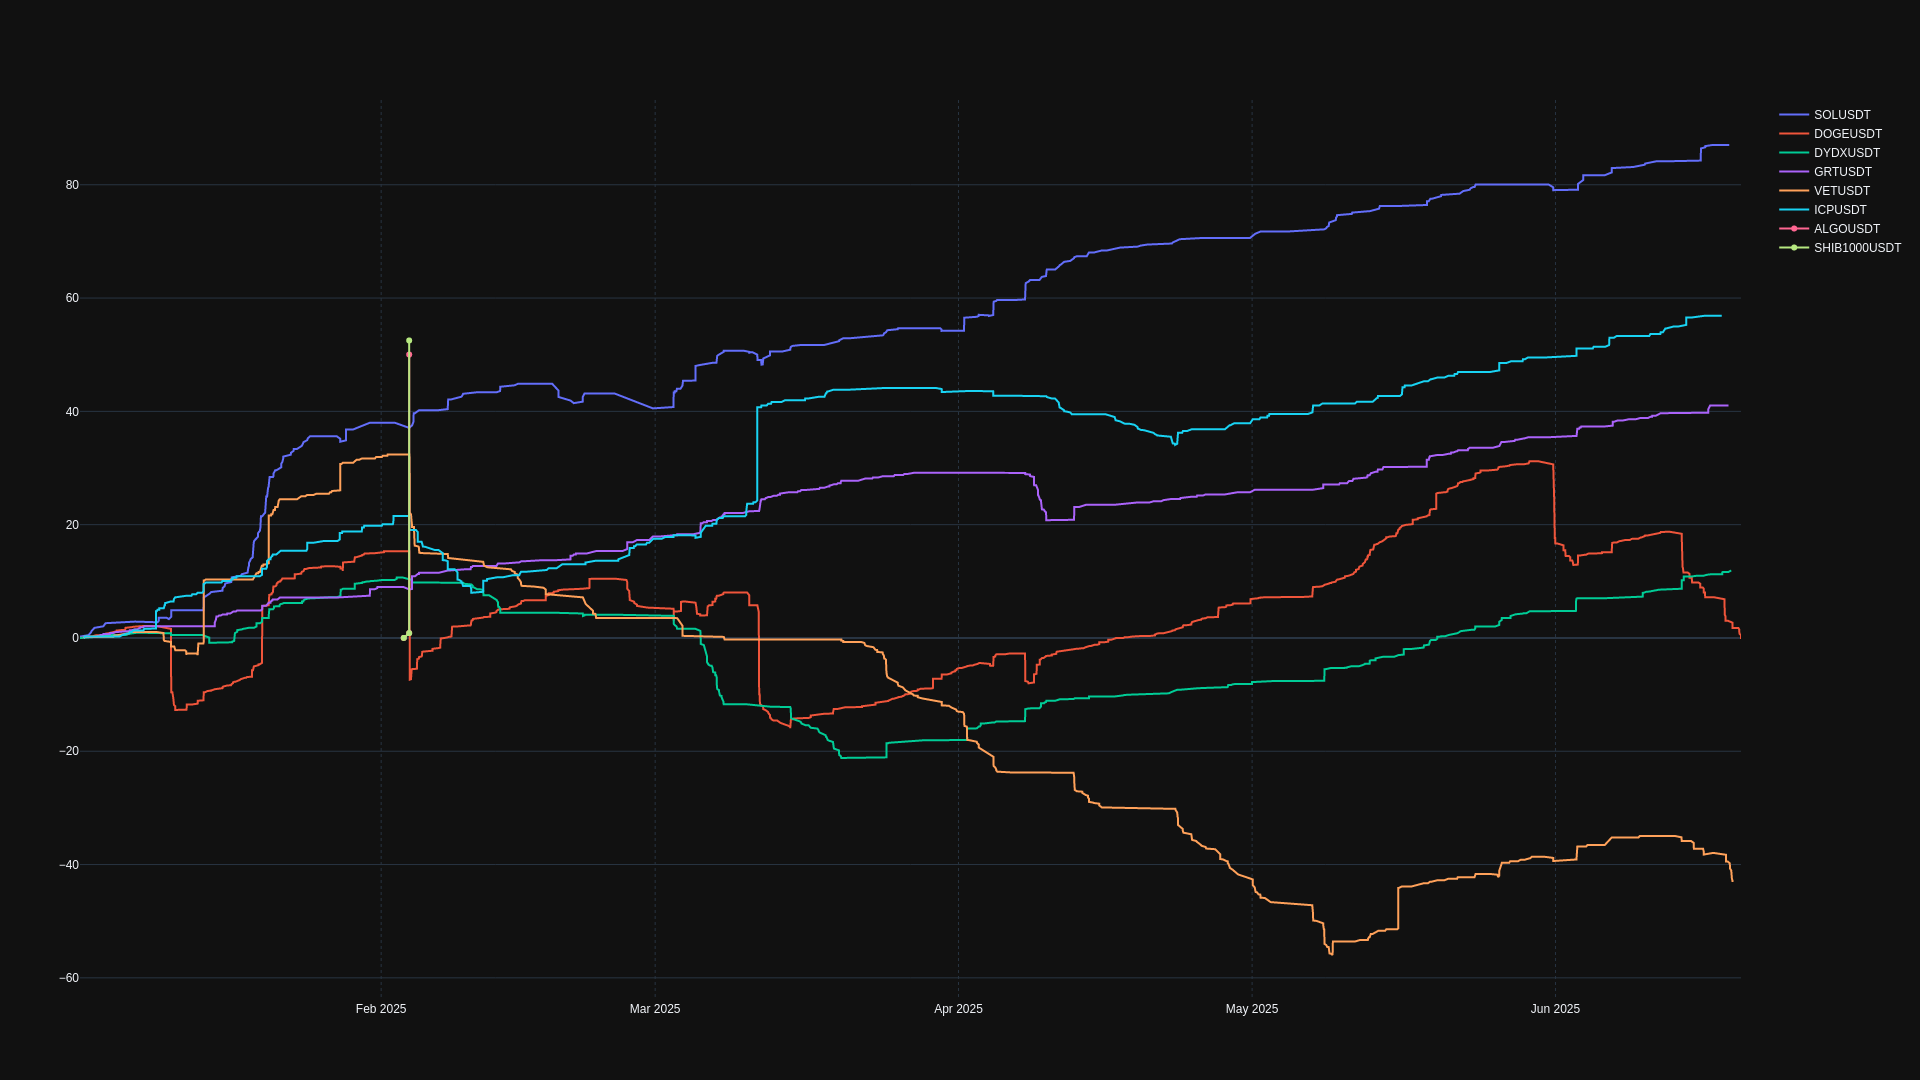 SOLUSDT
DOGEUSDT
DYDXUSDT
GRTUSDT
VETUSDT
ICPUSDT
ALGOUSDT
SHIB1000USDT
80
60
40
20
0
−20
−40
−60
Feb 2025
Mar 2025
Apr 2025
May 2025
Jun 2025